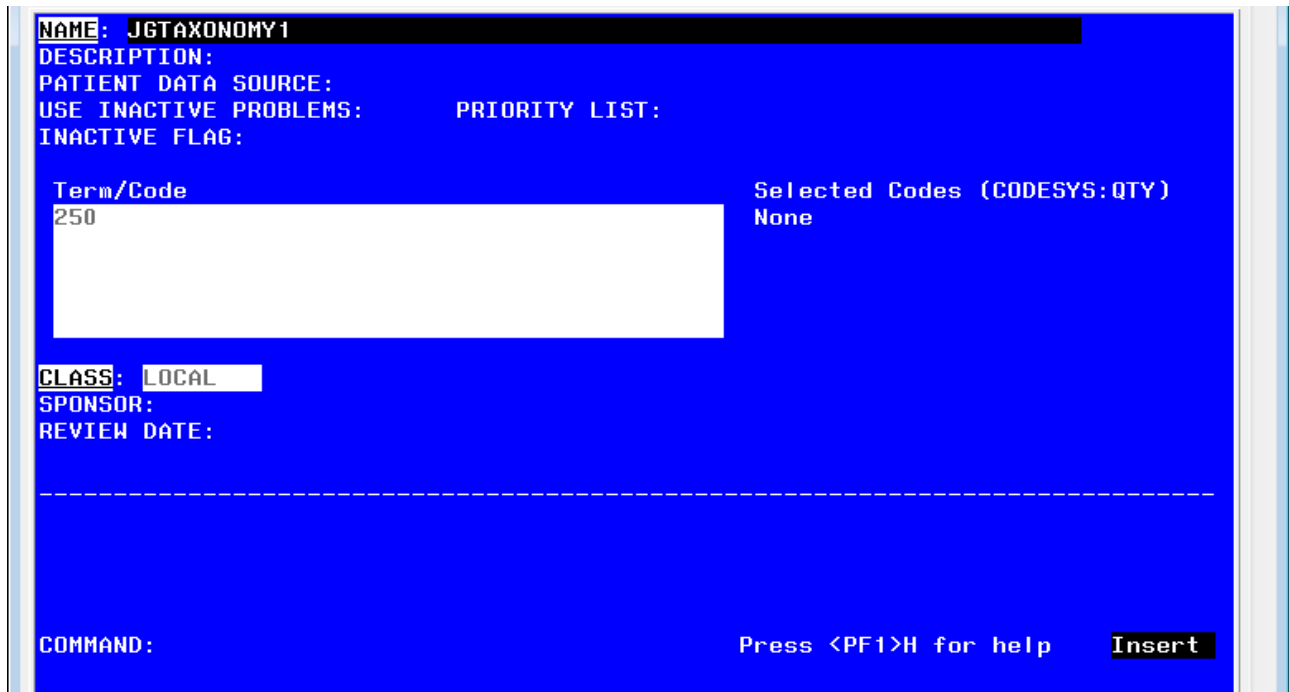 NAME: JGTAXONOMY1
DESCRIPTION:
PATIENT DATA SOURCE:
USE INACTIVE PROBLEMS: PRIORITY LIST:
INACTIVE FLAG:
Term/Code Selected Codes (CODESYS:QTY)
250 None
CLASS: LOCAL
SPONSOR:
REVIEW DATE:
--------------------------------------------------------------------------------
COMMAND: Press <PF1>H for help Insert